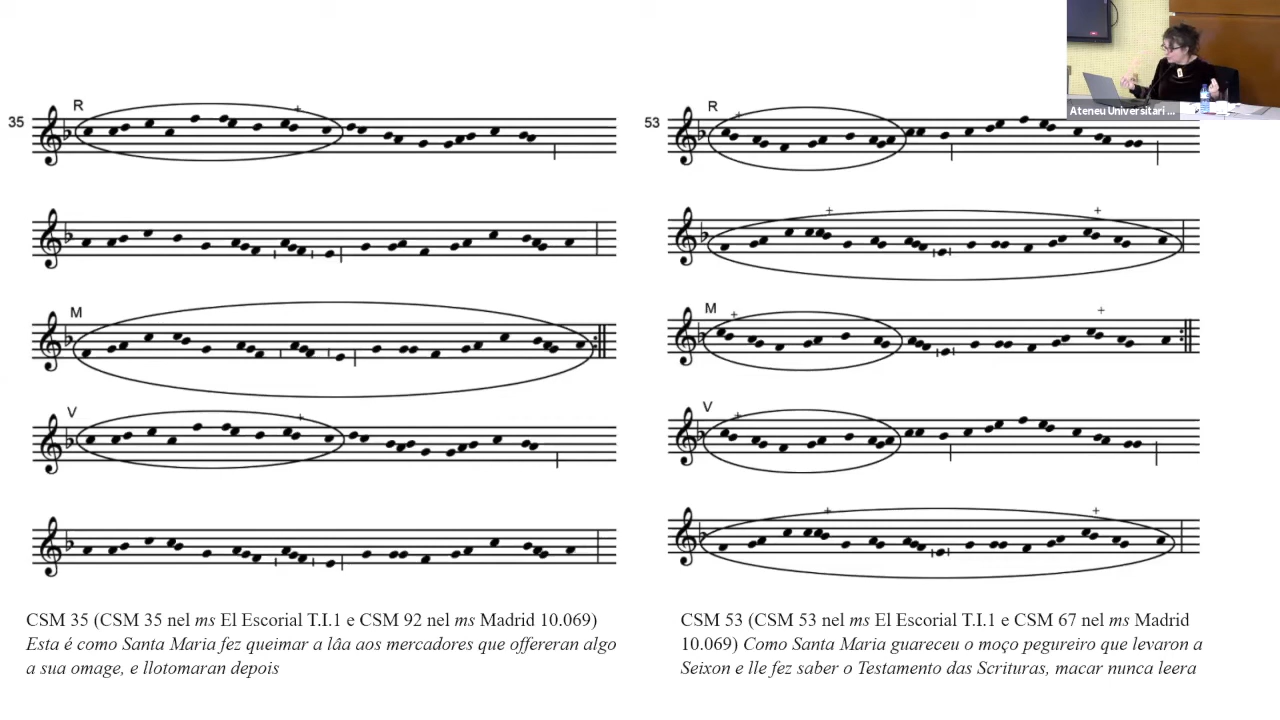 35
R
M
V
53
R
M
V
CSM 35 (CSM 35 nel ms El Escorial T.I.1 e CSM 92 nel ms Madrid 10.069)
Esta é como Santa Maria fez queimar a lâa aos mercadores que offereran algo
a sua omage, e llotomaran depois
CSM 53 (CSM 53 nel ms El Escorial T.I.1 e CSM 67 nel ms Madrid
10.069) Como Santa Maria guareceu o moço pegureiro que levaron a
Seixon e lle fez saber o Testamento das Scrituras, macar nunca leera
Ateneu Universitari ...